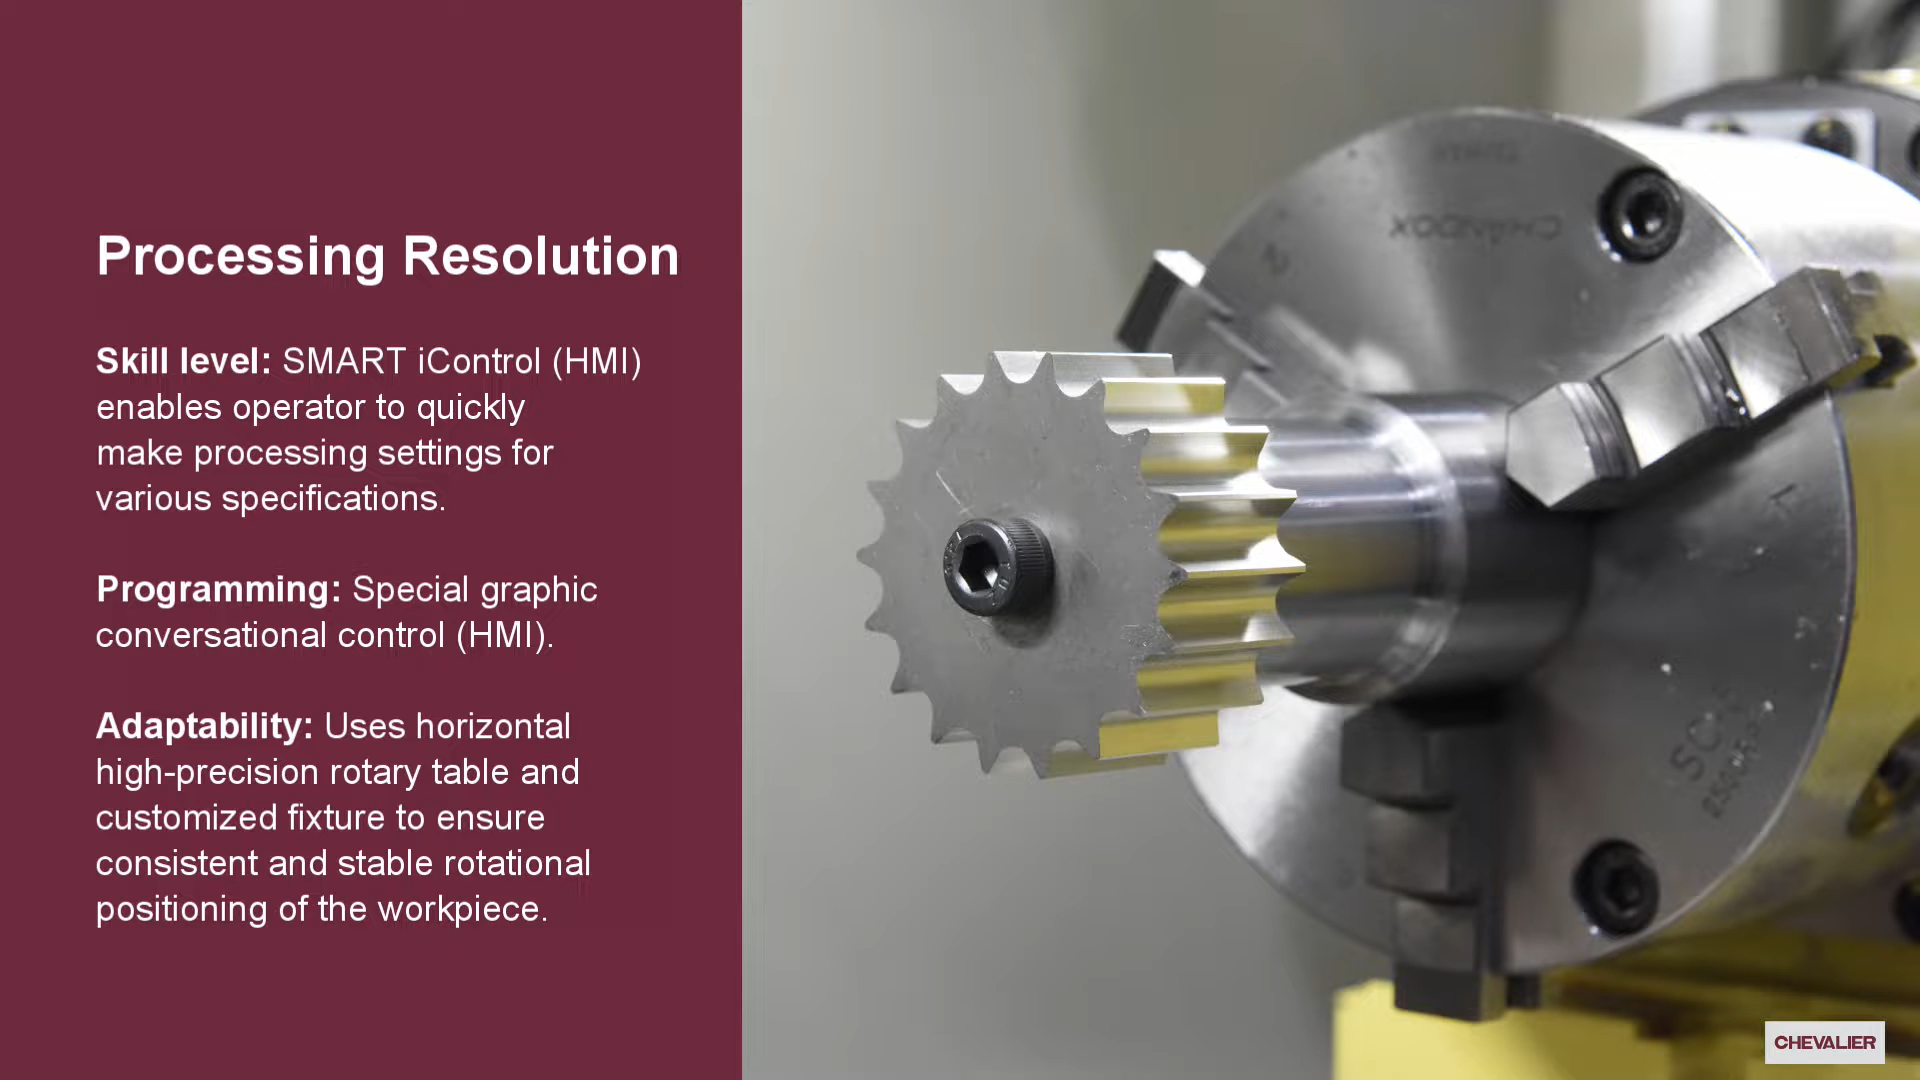 Processing Resolution
Skill level: SMART iControl (HMI)
enables operator to quickly
make processing settings for
various specifications.
Programming: Special graphic
conversational control (HMI).
Adaptability: Uses horizontal
high-precision rotary table and
customized fixture to ensure
consistent and stable rotational
positioning of the workpiece.
CHANDOX
CHEVALIER